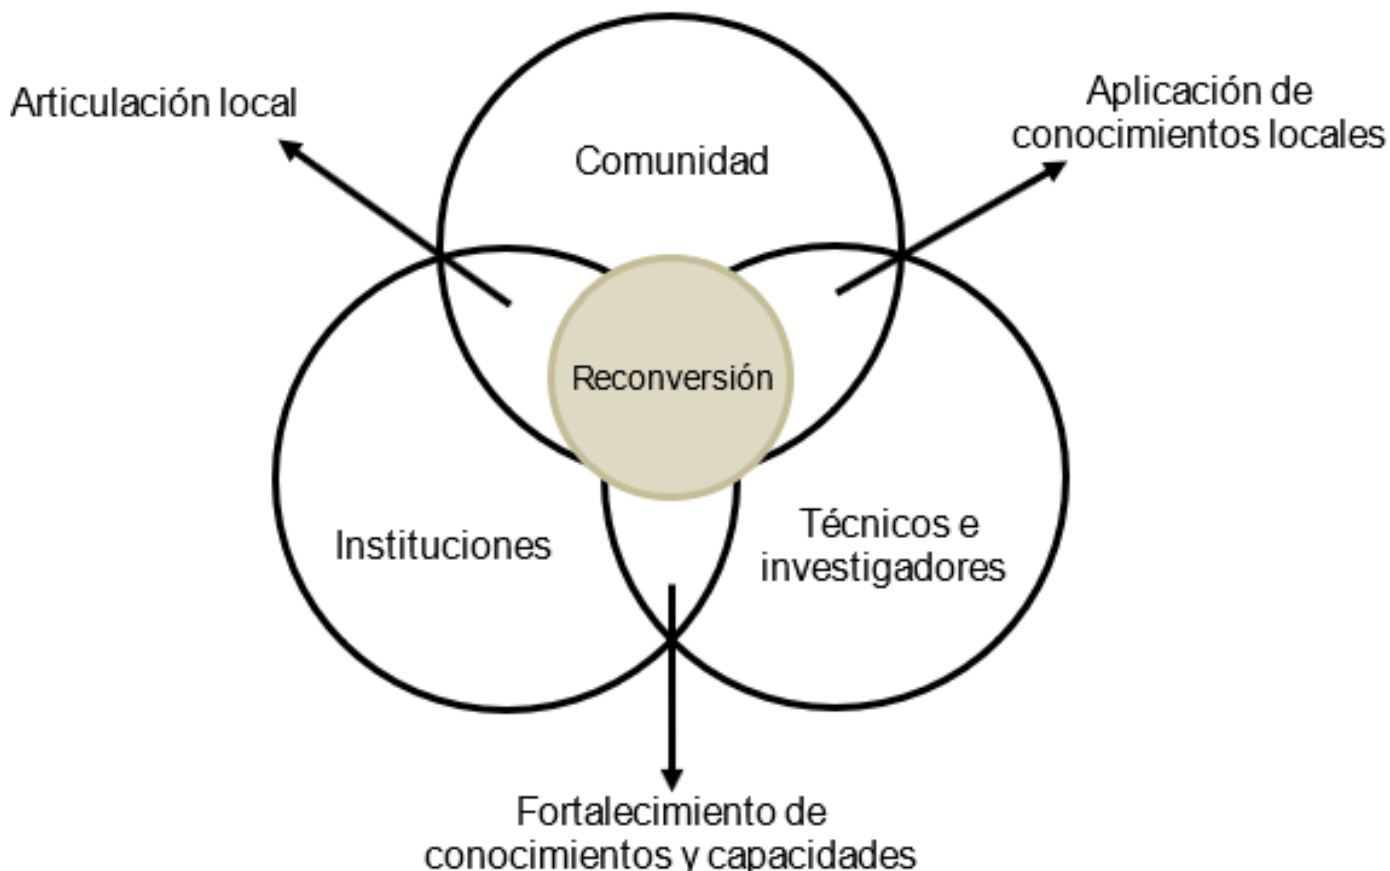 Articulación local
Aplicación de
conocimientos locales
Comunidad
Reconversión
Instituciones
Técnicos e
investigadores
Fortalecimiento de
conocimientos y capacidades